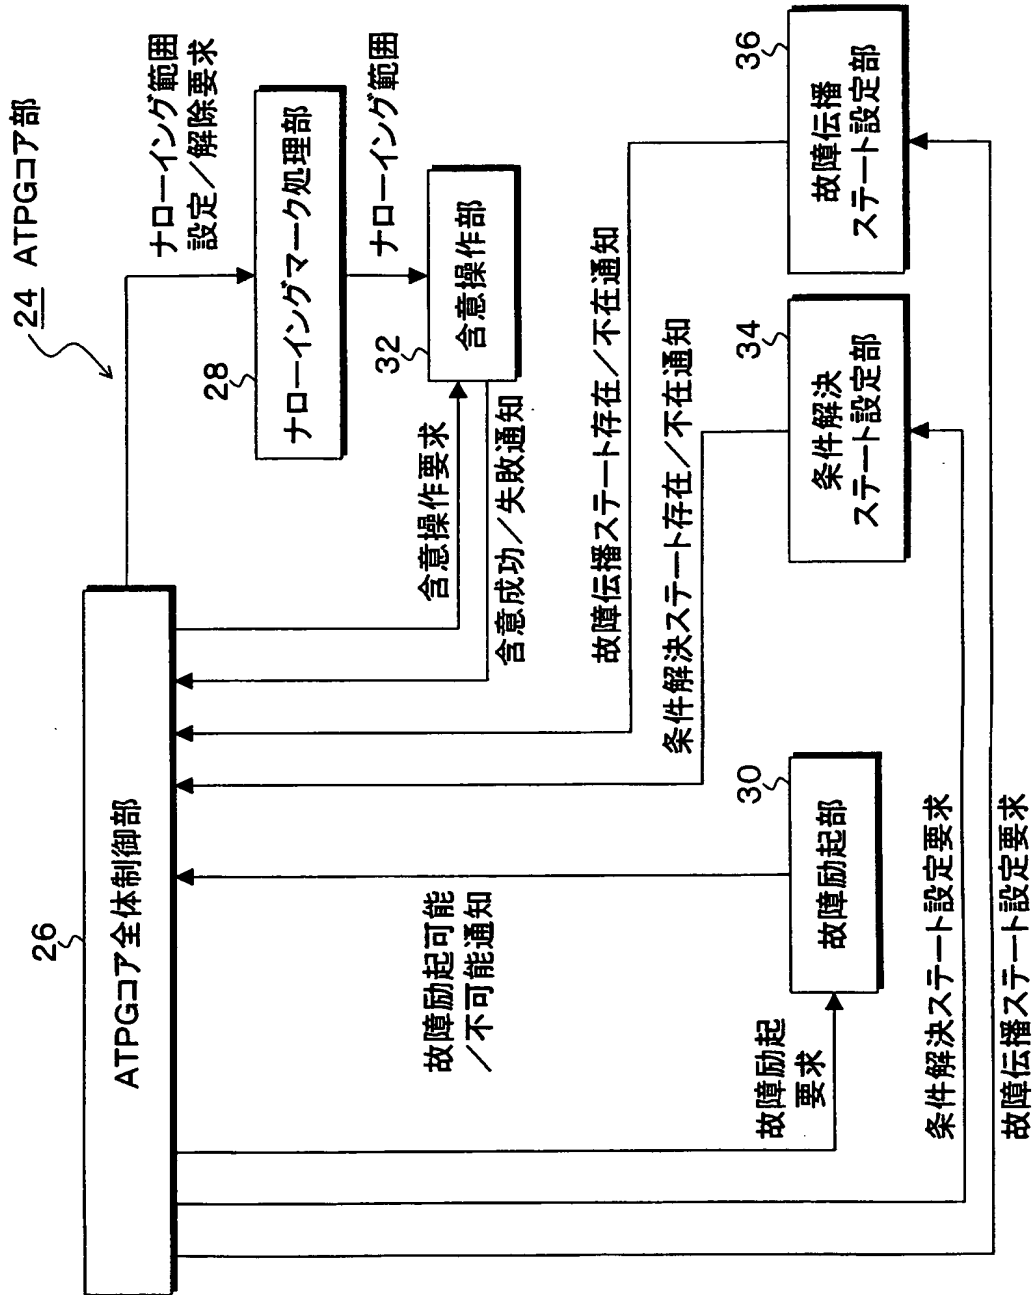 24 ATPGコア部
26
ATPGコア全体制御部
ナローイング範囲
設定/解除要求
28
ナローイングマーク処理部
ナローイング範囲
32
含意操作部
含意操作要求
含意成功/失敗通知
故障伝播ステート存在/不在通知
条件解決ステート存在/不在通知
故障励起可能
/不可能通知
30
故障励起部
故障励起
要求
34
条件解決
ステート設定部
36
故障伝播
ステート設定部
条件解決ステート設定要求
故障伝播ステート設定要求